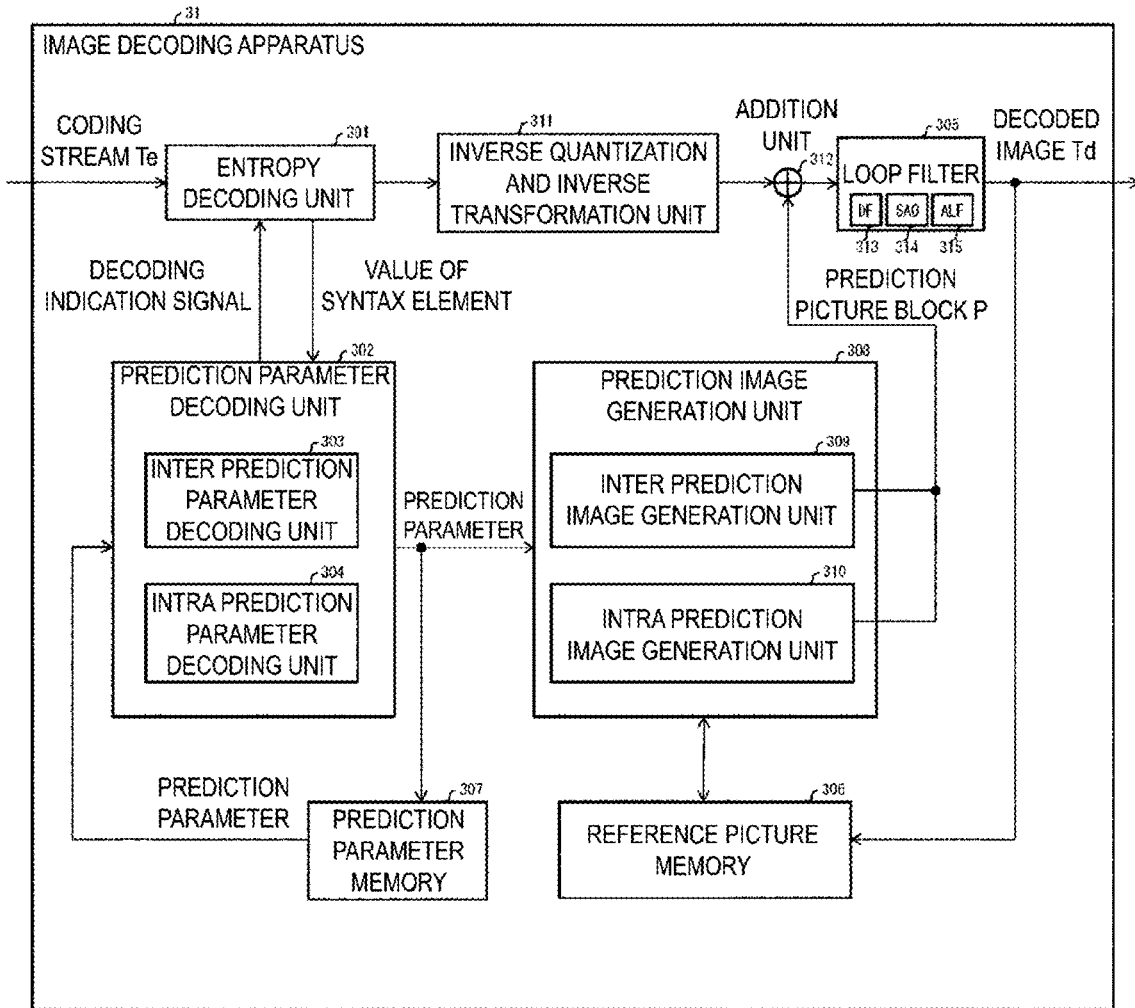 31
IMAGE DECODING APPARATUS
CODING
STREAM Te
301
ENTROPY
DECODING UNIT
311
INVERSE QUANTIZATION
AND INVERSE
TRANSFORMATION UNIT
ADDITION
UNIT
312
305
LOOP FILTER
DF SAO ALF
313 314 315
DECODED
IMAGE Td
DECODING
INDICATION SIGNAL
VALUE OF
SYNTAX ELEMENT
PREDICTION
PICTURE BLOCK P
302
PREDICTION PARAMETER
DECODING UNIT
303
INTER PREDICTION
PARAMETER
DECODING UNIT
304
INTRA PREDICTION
PARAMETER
DECODING UNIT
PREDICTION
PARAMETER
308
PREDICTION IMAGE
GENERATION UNIT
309
INTER PREDICTION
IMAGE GENERATION UNIT
310
INTRA PREDICTION
IMAGE GENERATION UNIT
PREDICTION
PARAMETER
307
PREDICTION
PARAMETER
MEMORY
306
REFERENCE PICTURE
MEMORY